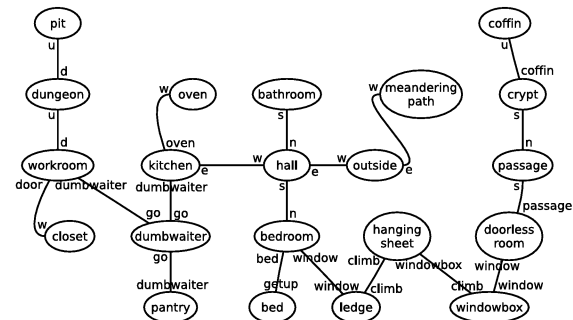 pit
coffin
u
u
d
coffin
dungeon
w
oven
bathroom
w
meandering
path
crypt
u
s
s
d
oven
n
n
workroom
kitchen
e
w
hall
e
w
outside
e
passage
door
dumbwaiter
dumbwaiter
s
s
passage
w
closet
go
go
n
dumbwaiter
bedroom
hanging
sheet
doorless
room
go
bed
window
climb
windowbox
window
dumbwaiter
getup
window
climb
climb
window
pantry
bed
ledge
windowbox